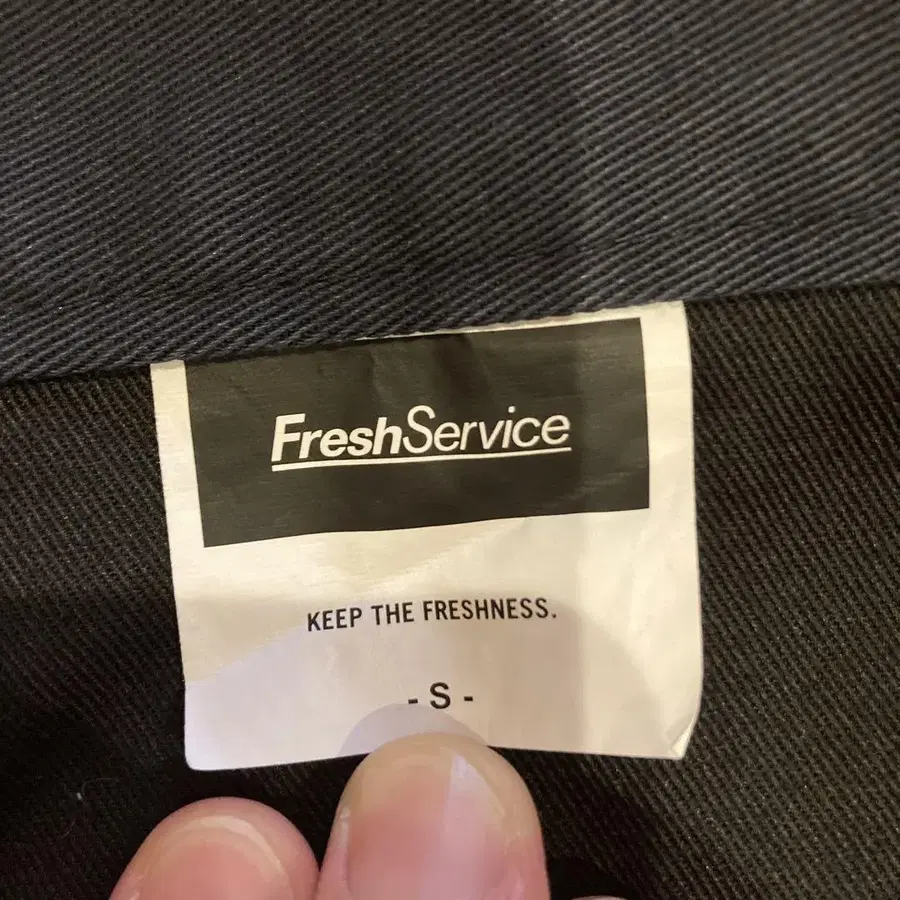 FreshService
KEEP THE FRESHNESS.
- S -